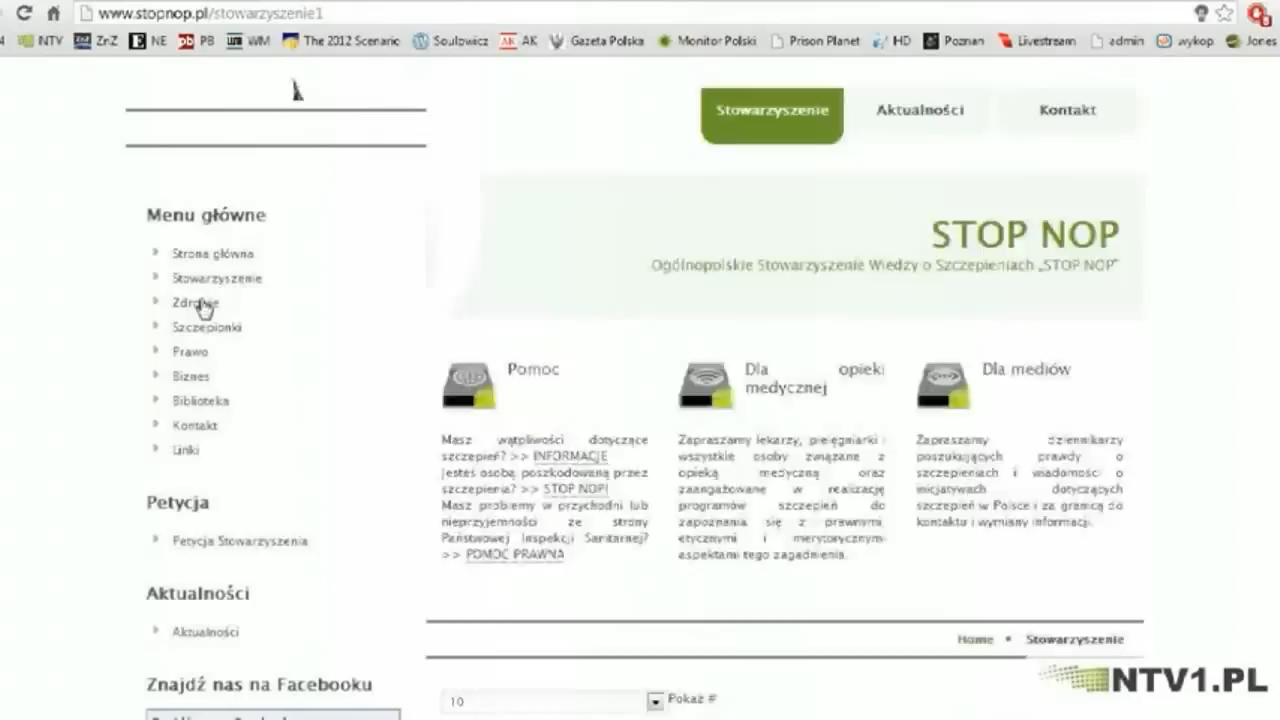 www.stopnop.pl/stowarzyszenie1
NTV ZnZ NE PB WM The 2012 Scenario Soulowicz AK Gazeta Polska Monitor Polski Prison Planet HD Poznan Livestream admin wykop Jones
Stowarzyszenie Aktualności Kontakt
STOP NOP
Ogólnopolskie Stowarzyszenie Wiedzy o Szczepieniach „STOP NOP”
Menu główne
Strona główna
Stowarzyszenie
Zdrowie
Szczepionki
Prawo
Biznes
Biblioteka
Kontakt
Linki
Petycja
Petycja Stowarzyszenia
Aktualności
Aktualności
Znajdź nas na Facebooku
Pomoc
Masz wątpliwości dotyczące
szczepień? >> INFORMACJE
Jesteś osobą poszkodowaną przez
szczepienia? >> STOP NOP!
Masz problemy w przychodni lub
nieprzyjemności ze strony
Państwowej Inspekcji Sanitarnej?
>> POMOC PRAWNA
Dla opieki
medycznej
Zapraszamy lekarzy, pielęgniarki i
wszystkie osoby związane z
opieką medyczną oraz
zaangażowane w realizację
programów szczepień do
zapoznania się z prawnymi,
etycznymi i merytorycznymi
aspektami tego zagadnienia.
Dla mediów
Zapraszamy dziennikarzy
poszukujących prawdy o
szczepieniach i wiadomości o
inicjatywach dotyczących
szczepień w Polsce i za granicą do
kontaktu i wymiany informacji.
Home • Stowarzyszenie
10 Pokaż #
NTV1.PL